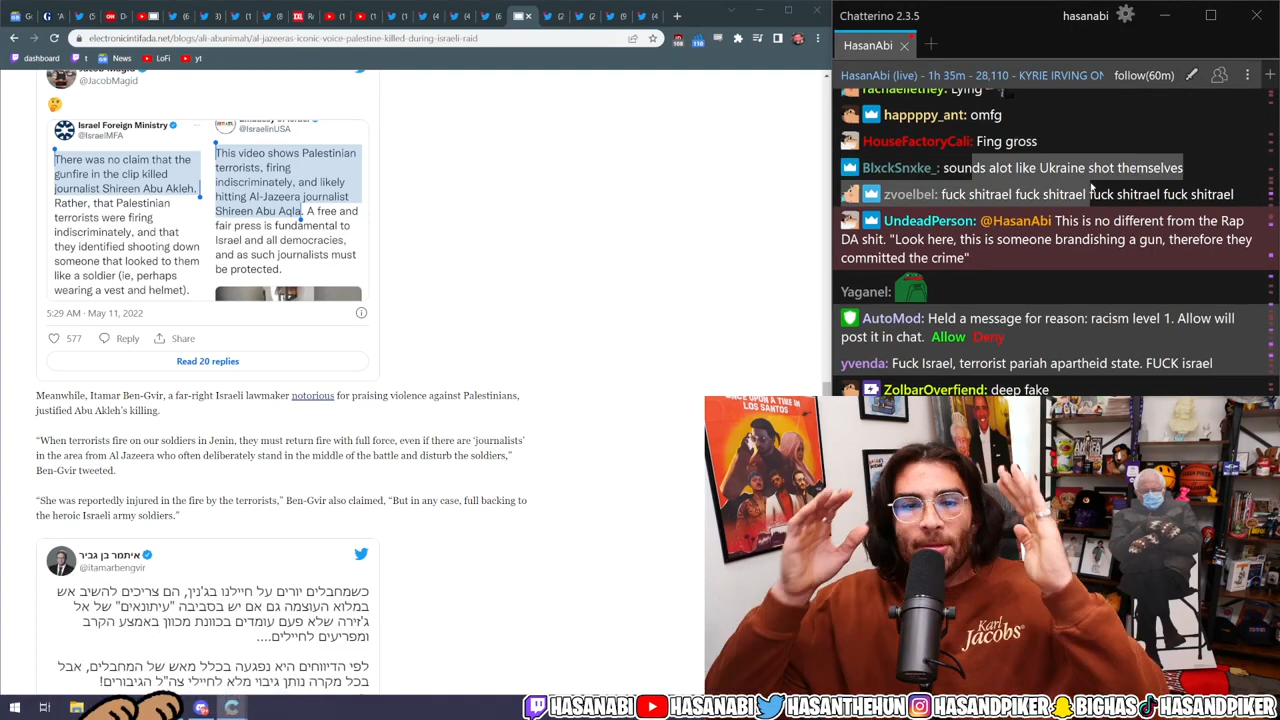 electronicintifada.net/blogs/ali-abunimah/al-jazeeras-iconic-voice-palestine-killed-during-israeli-raid
dashboard
t
News
LoFi
yt
@JacobMagid
Israel Foreign Ministry
@IsraelMFA
There was no claim that the
gunfire in the clip killed
journalist Shireen Abu Akleh.
Rather, that Palestinian
terrorists were firing
indiscriminately, and that
they identified shooting down
someone that looked to them
like a soldier (ie, perhaps
wearing a vest and helmet).
@IsraelinUSA
This video shows Palestinian
terrorists, firing
indiscriminately, and likely
hitting Al-Jazeera journalist
Shireen Abu Aqla. A free and
fair press is fundamental to
Israel and all democracies,
and as such journalists must
be protected.
5:29 AM - May 11, 2022
577
Reply
Share
Read 20 replies
Meanwhile, Itamar Ben-Gvir, a far-right Israeli lawmaker notorious for praising violence against Palestinians,
justified Abu Akleh's killing.
“When terrorists fire on our soldiers in Jenin, they must return fire with full force, even if there are ‘journalists’
in the area from Al Jazeera who often deliberately stand in the middle of the battle and disturb the soldiers,”
Ben-Gvir tweeted.
“She was reportedly injured in the fire by the terrorists,” Ben-Gvir also claimed, “But in any case, full backing to
the heroic Israeli army soldiers.”
איתמר בן גביר
@itamarbengvir
כשמחבלים יורים על חיילנו בג'נין, הם צריכים להשיב אש
במלוא העוצמה גם אם יש בסביבה "עיתונאים" של אל
ג'זירה שלא פעם עומדים בכוונת מכוון באמצע הקרב
ומפריעים לחיילים....
לפי הדיווחים היא נפגעה בכלל מאש של המחבלים, אבל
בכל מקרה נותן גיבוי מלא לחיילי צה"ל הגיבורים!
Chatterino 2.3.5
hasanabi
HasanAbi
HasanAbi (live) - 1h 35m - 28,110 - KYRIE IRVING ON
follow(60m)
happppy_ant: omfg
HouseFactoryCali: Fing gross
BlxckSnxke_: sounds alot like Ukraine shot themselves
zvoelbel: fuck shitrael fuck shitrael fuck shitrael fuck shitrael
UndeadPerson: @HasanAbi This is no different from the Rap
DA shit. "Look here, this is someone brandishing a gun, therefore they
committed the crime"
Yaganel:
AutoMod: Held a message for reason: racism level 1. Allow will
post it in chat. Allow Deny
yvenda: Fuck Israel, terrorist pariah apartheid state. FUCK israel
ZolbarOverfiend: deep fake
ONCE UPON A TIME IN
LOS SANTOS
Karl
Jacobs
HASANABI
HASANABI
HASANTHEHUN
HASANDPIKER
BIGHAS
HASANDPIKER